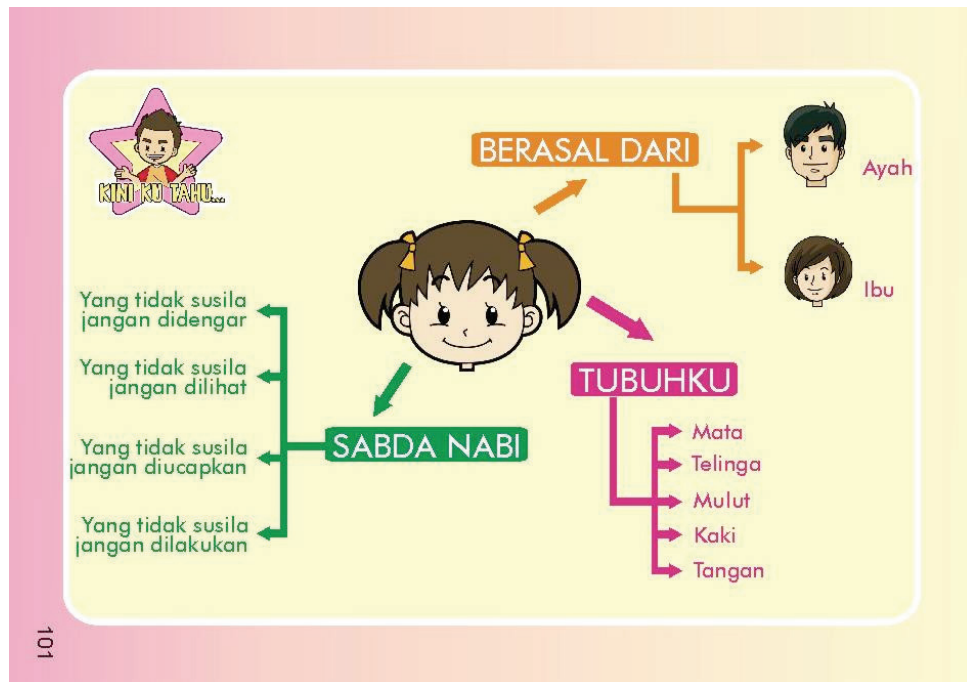 KINI KU TAHU...
BERASAL DARI
Ayah
Ibu
TUBUHKU
Mata
Telinga
Mulut
Kaki
Tangan
SABDA NABI
Yang tidak susila
jangan didengar
Yang tidak susila
jangan dilihat
Yang tidak susila
jangan diucapkan
Yang tidak susila
jangan dilakukan
101